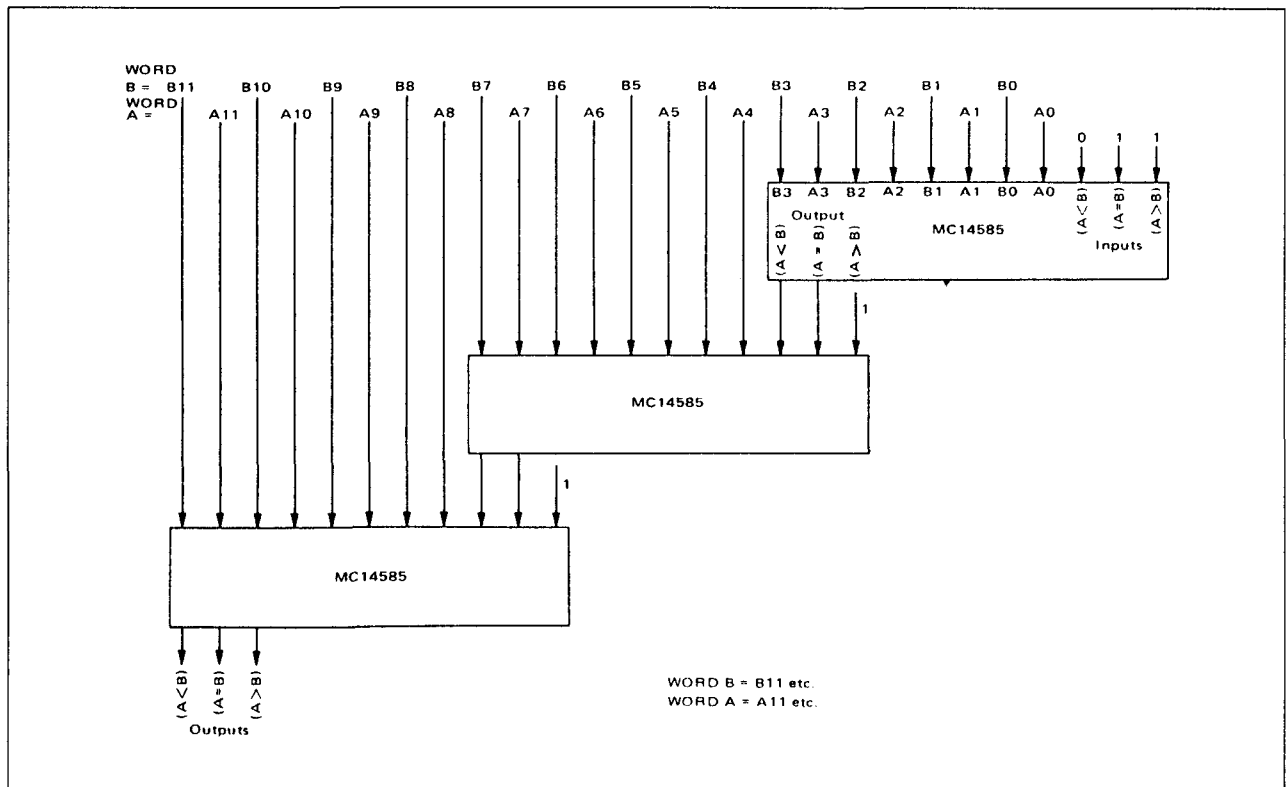 WORD
B = B11 B10 B9 B8 B7 B6 B5 B4 B3 B2 B1 B0
WORD
A = A11 A10 A9 A8 A7 A6 A5 A4 A3 A2 A1 A0
0 1 1
B3 A3 B2 A2 B1 A1 B0 A0 (A<B) (A=B) (A>B)
Output
Inputs
MC14585
(A<B) (A=B) (A>B)
1
MC14585
1
MC14585
(A<B) (A=B) (A>B)
Outputs
WORD B = B11 etc.
WORD A = A11 etc.